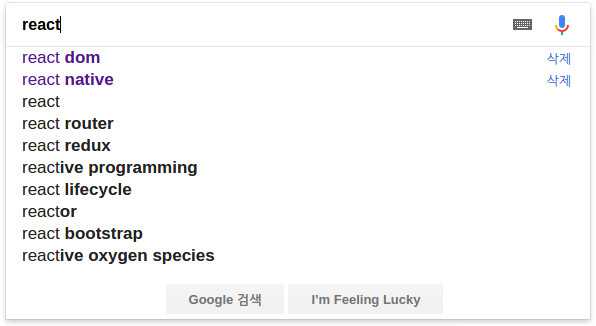 react
react dom 삭제
react native 삭제
react
react router
react redux
reactive programming
react lifecycle
reactor
react bootstrap
reactive oxygen species
Google 검색 I'm Feeling Lucky